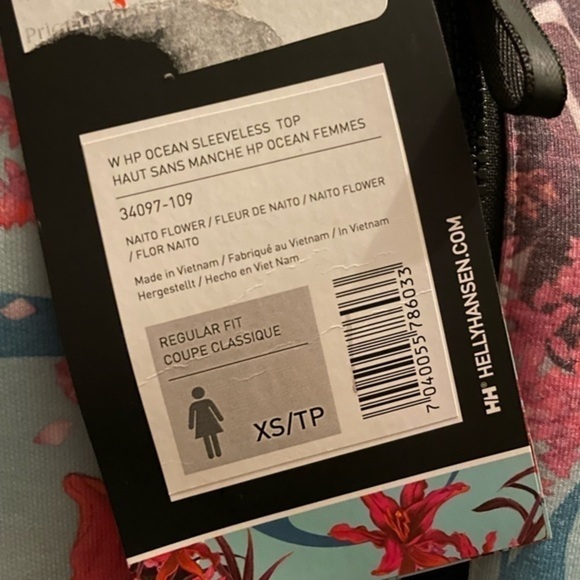 W HP OCEAN SLEEVELESS TOP
HAUT SANS MANCHE HP OCEAN FEMMES
34097-109
NAITO FLOWER / FLEUR DE NAITO / NAITO FLOWER
/ FLOR NAITO
Made in Vietnam / Fabriqué au Vietnam / In Vietnam
Hergestellt / Hecho en Viet Nam
REGULAR FIT
COUPE CLASSIQUE
XS/TP
7 040055 786033
HH® HELLYHANSEN.COM